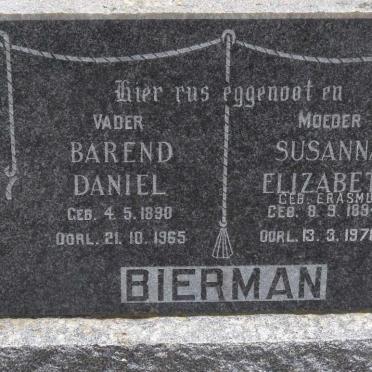 Hier rus eggenoot en
VADER
BAREND
DANIEL
GEB. 4. 5. 1890
OORL. 21. 10. 1965
MOEDER
SUSANNA
ELIZABET
GEB. ERASMU
GEB. 8. 9. 189
OORL. 13. 3. 197
BIERMAN